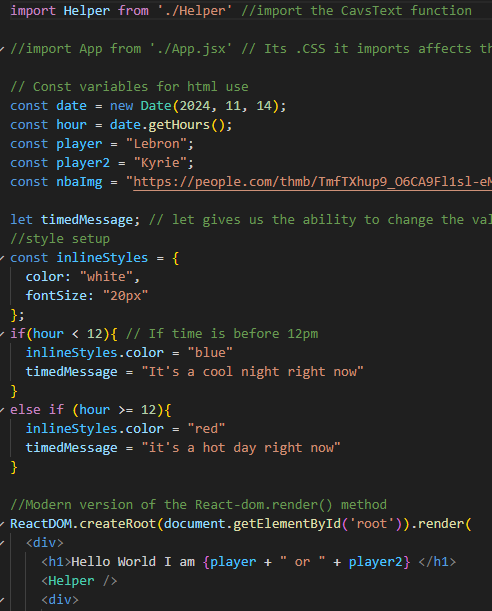 import Helper from './Helper' //import the CavsText function
//import App from './App.jsx' // Its .CSS it imports affects th
// Const variables for html use
const date = new Date(2024, 11, 14);
const hour = date.getHours();
const player = "Lebron";
const player2 = "Kyrie";
const nbaImg = "https://people.com/thmb/TmfTXhup9_O6CA9Fl1sl-eM
let timedMessage; // let gives us the ability to change the val
//style setup
const inlineStyles = {
  color: "white",
  fontSize: "20px"
};
if(hour < 12){ // If time is before 12pm
  inlineStyles.color = "blue"
  timedMessage = "It's a cool night right now"
}
else if (hour >= 12){
  inlineStyles.color = "red"
  timedMessage = "it's a hot day right now"
}
//Modern version of the React-dom.render() method
ReactDOM.createRoot(document.getElementById('root')).render(
  <div>
    <h1>Hello World I am {player + " or " + player2} </h1>
    <Helper />
    <div>